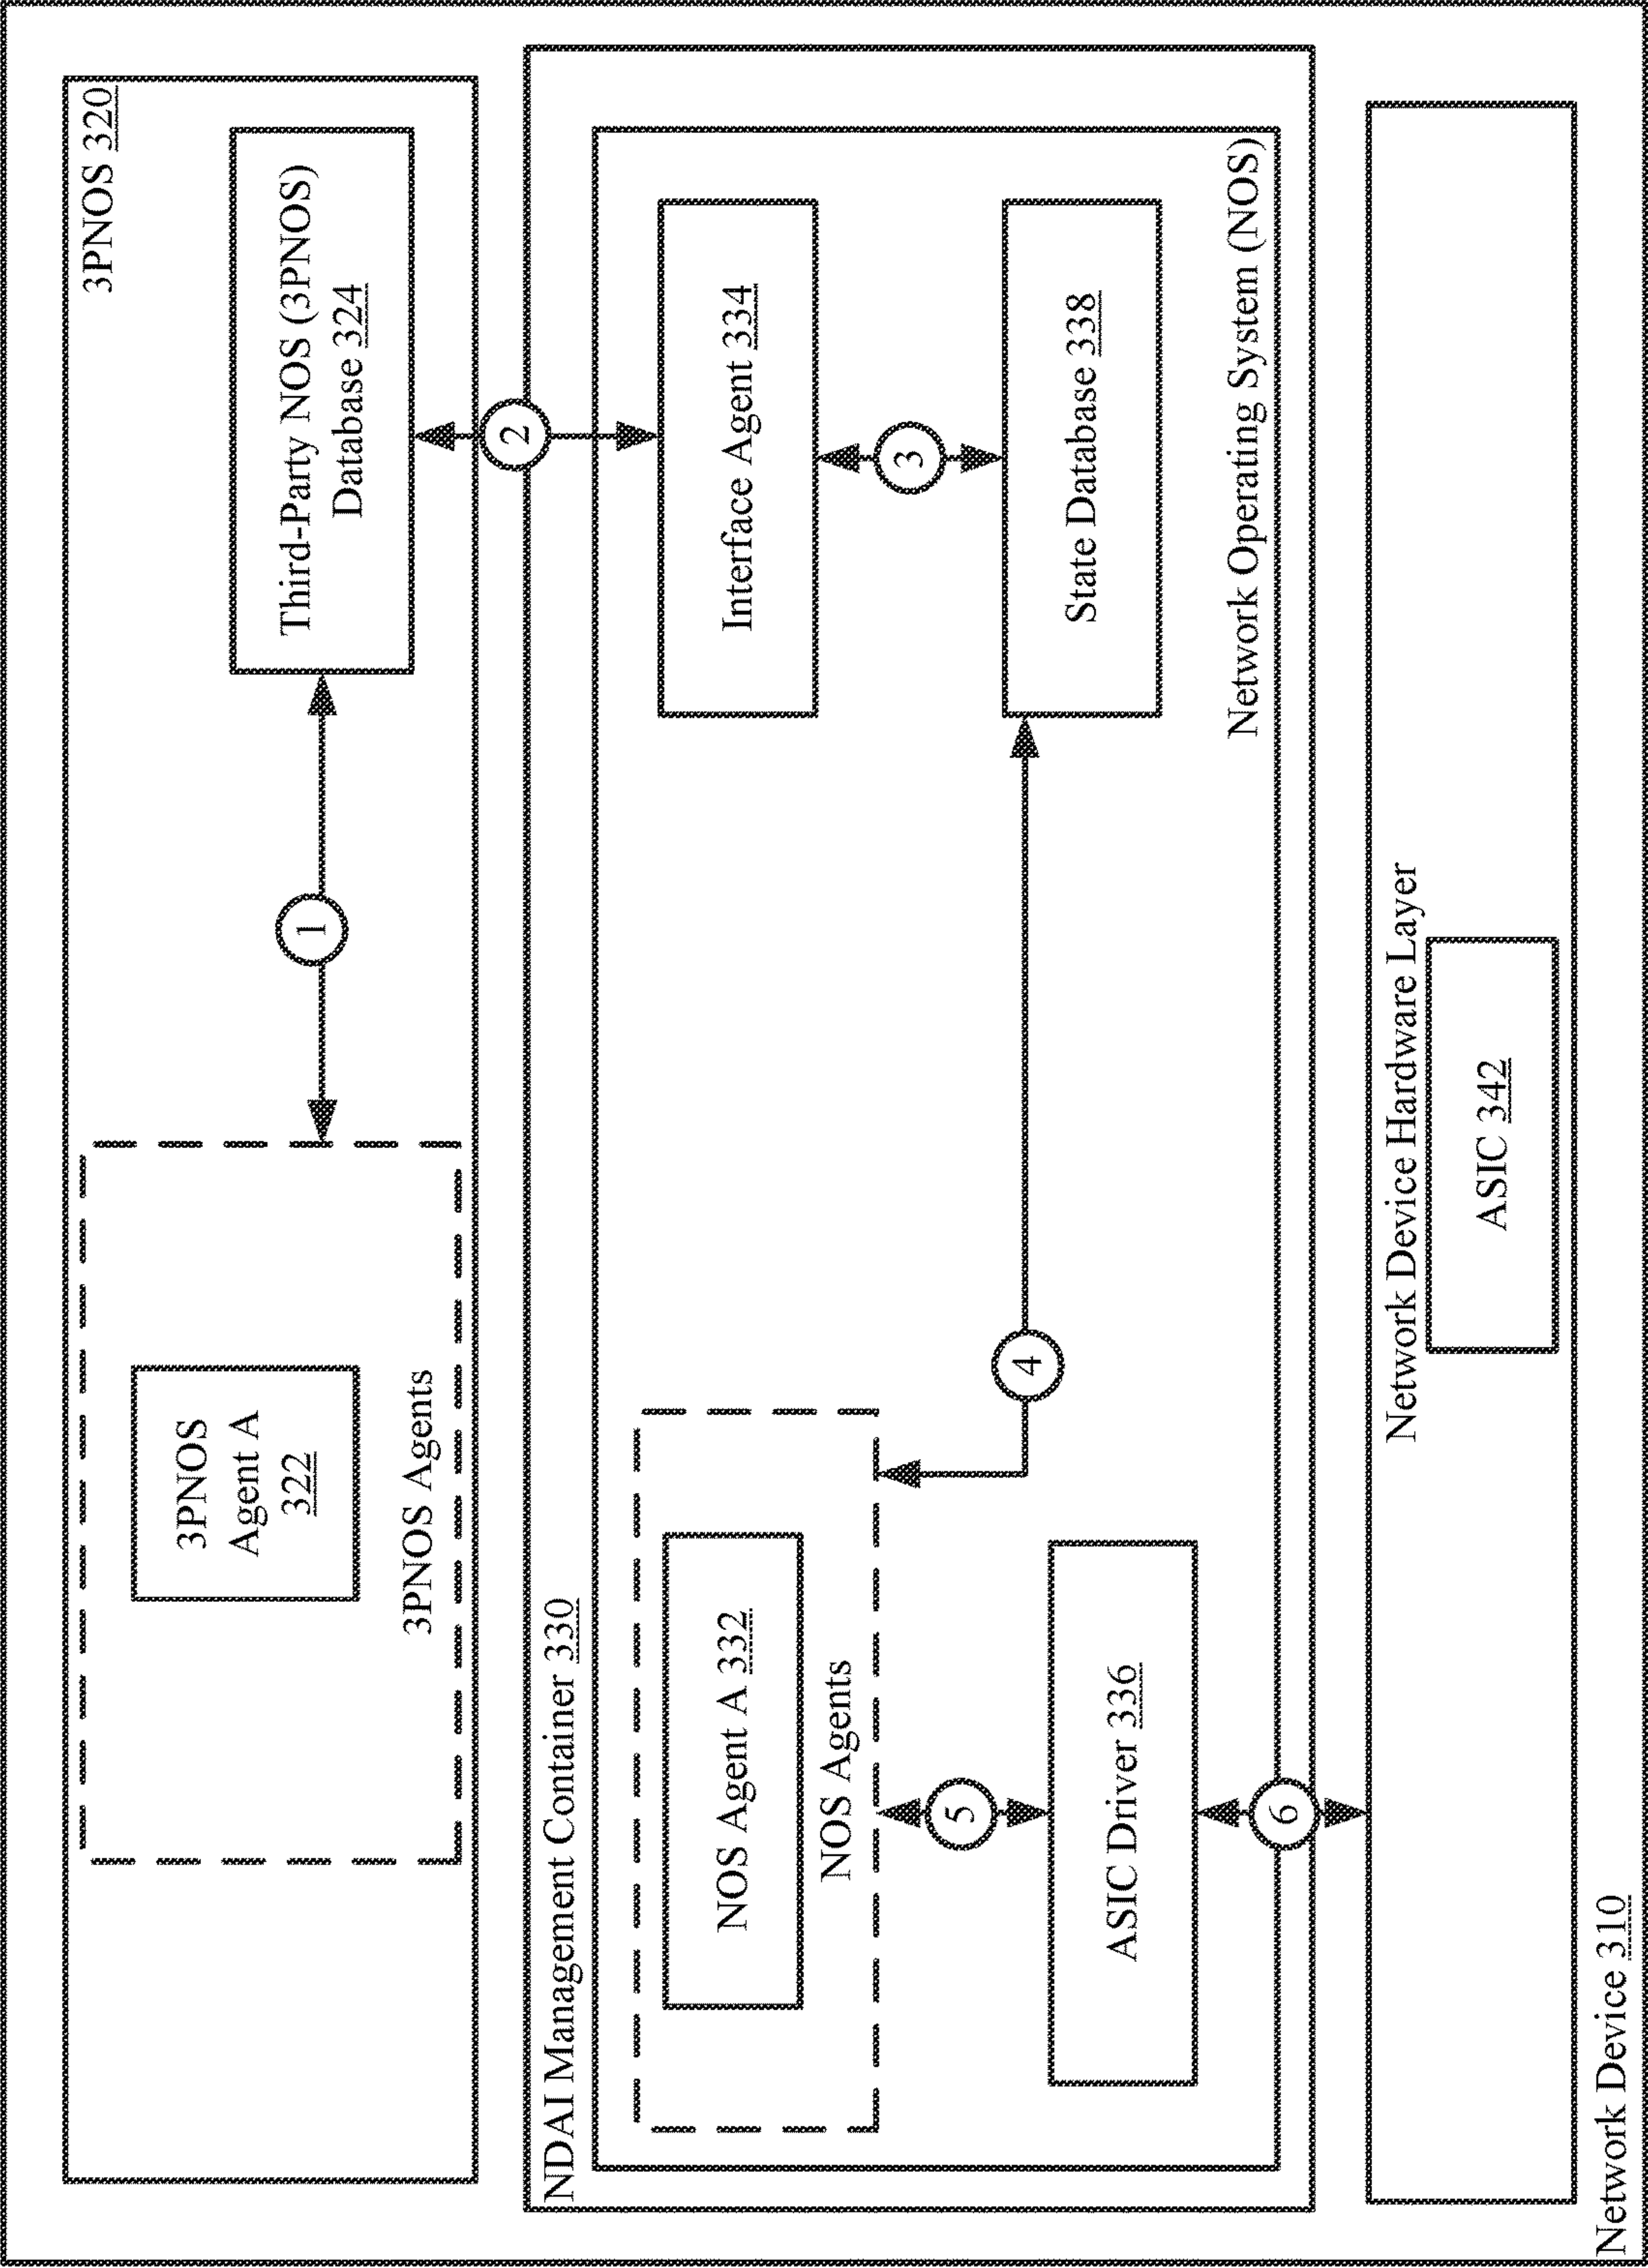 3PNOS 320
3PNOS
Agent A
322
3PNOS Agents
1
Third-Party NOS (3PNOS)
Database 324
2
NDAI Management Container 330
NOS Agent A 332
NOS Agents
Interface Agent 334
3
5
4
ASIC Driver 336
State Database 338
Network Operating System (NOS)
6
Network Device Hardware Layer
ASIC 342
Network Device 310